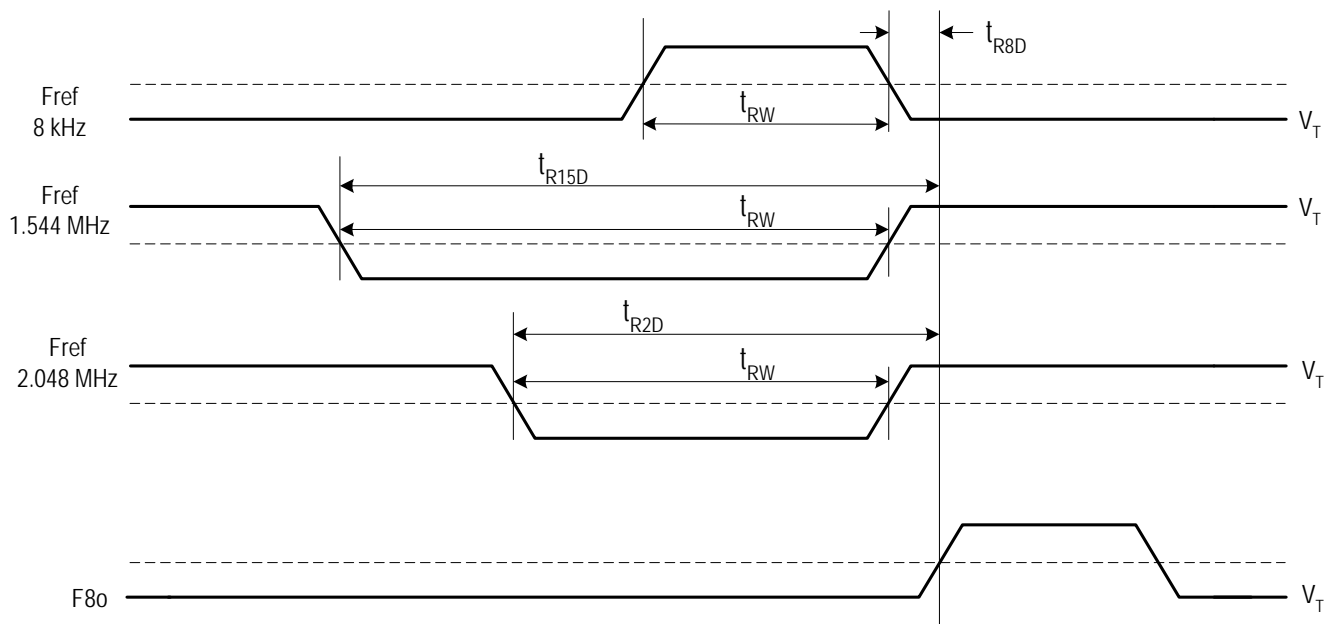 t_R8D
Fref
8 kHz
t_RW
V_T
t_R15D
Fref
1.544 MHz
t_RW
V_T
t_R2D
Fref
2.048 MHz
t_RW
V_T
F8o
V_T